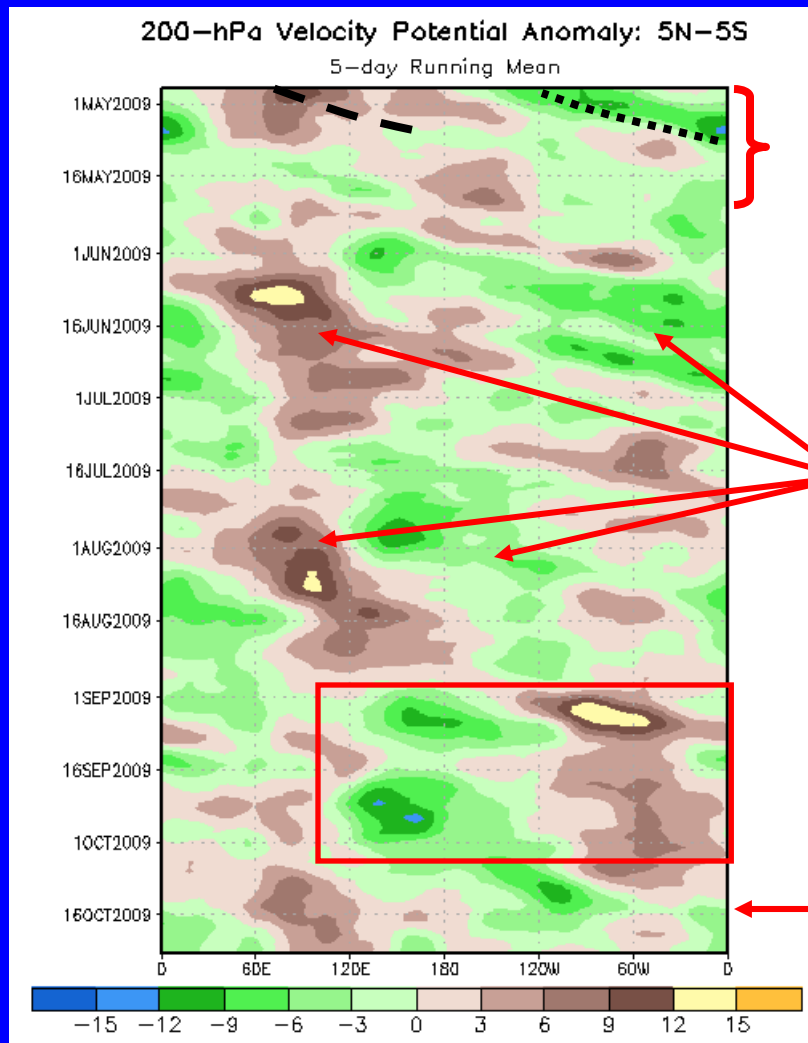 200-hPa Velocity Potential Anomaly: 5N-5S
5-day Running Mean
1MAY2009
16MAY2009
1JUN2009
16JUN2009
1JUL2009
16JUL2009
1AUG2009
16AUG2009
1SEP2009
16SEP2009
1OCT2009
16OCT2009
0 60E 120E 180 120W 60W 0
-15 -12 -9 -6 -3 0 3 6 9 12 15